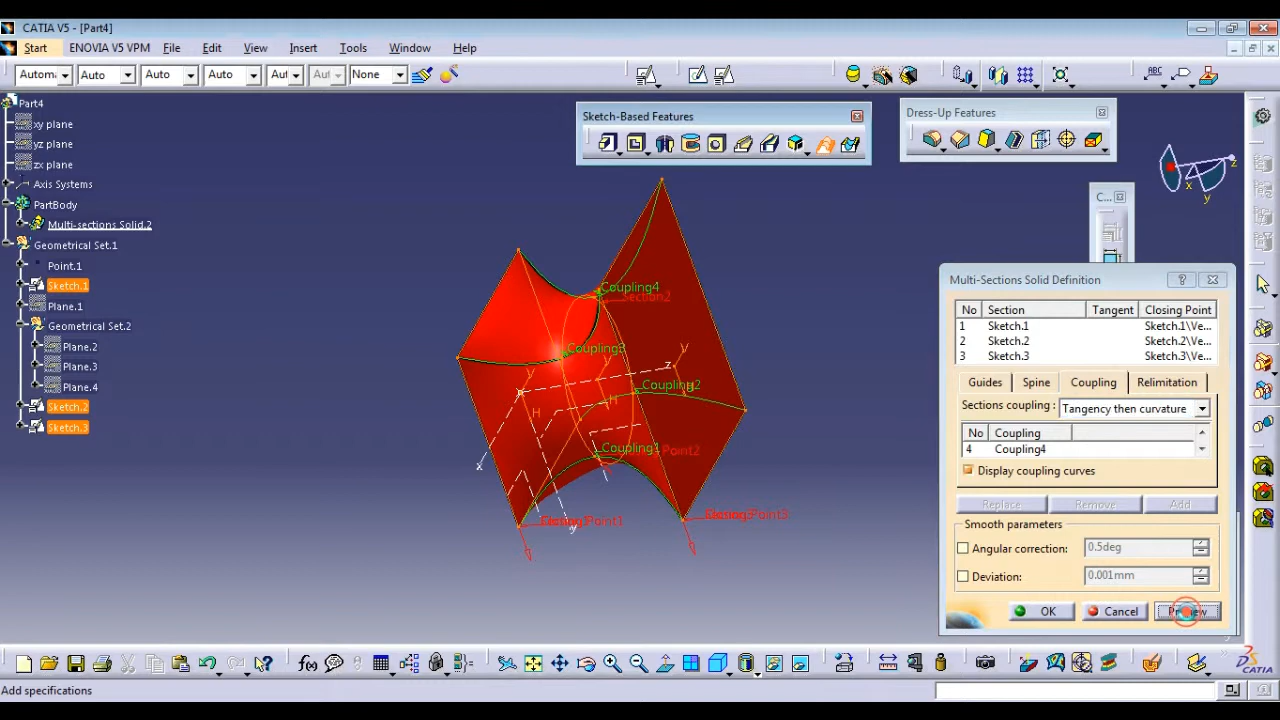 CATIA V5 - [Part4]
Start ENOVIA V5 VPM File Edit View Insert Tools Window Help
Autom Auto Auto Auto Aut Aut None
Part4
xy plane
yz plane
zx plane
Axis Systems
PartBody
Multi-sections Solid.2
Geometrical Set.1
Point.1
Sketch.1
Plane.1
Geometrical Set.2
Plane.2
Plane.3
Plane.4
Sketch.2
Sketch.3
Sketch-Based Features
Dress-Up Features
C...
z
x
y
Coupling4
Section2
Coupling3
V
z
Coupling2
H
H
Coupling1
Point2
x
Closing Point1
y
Point3
Multi-Sections Solid Definition
No Section Tangent Closing Point
1 Sketch.1 Sketch.1\Ve...
2 Sketch.2 Sketch.2\Ve...
3 Sketch.3 Sketch.3\Ve...
Guides Spine Coupling Relimitation
Sections coupling : Tangency then curvature
No Coupling
4 Coupling4
Display coupling curves
Replace Remove Add
Smooth parameters
Angular correction: 0.5deg
Deviation: 0.001mm
OK Cancel Preview
f(x)
CATIA
Add specifications